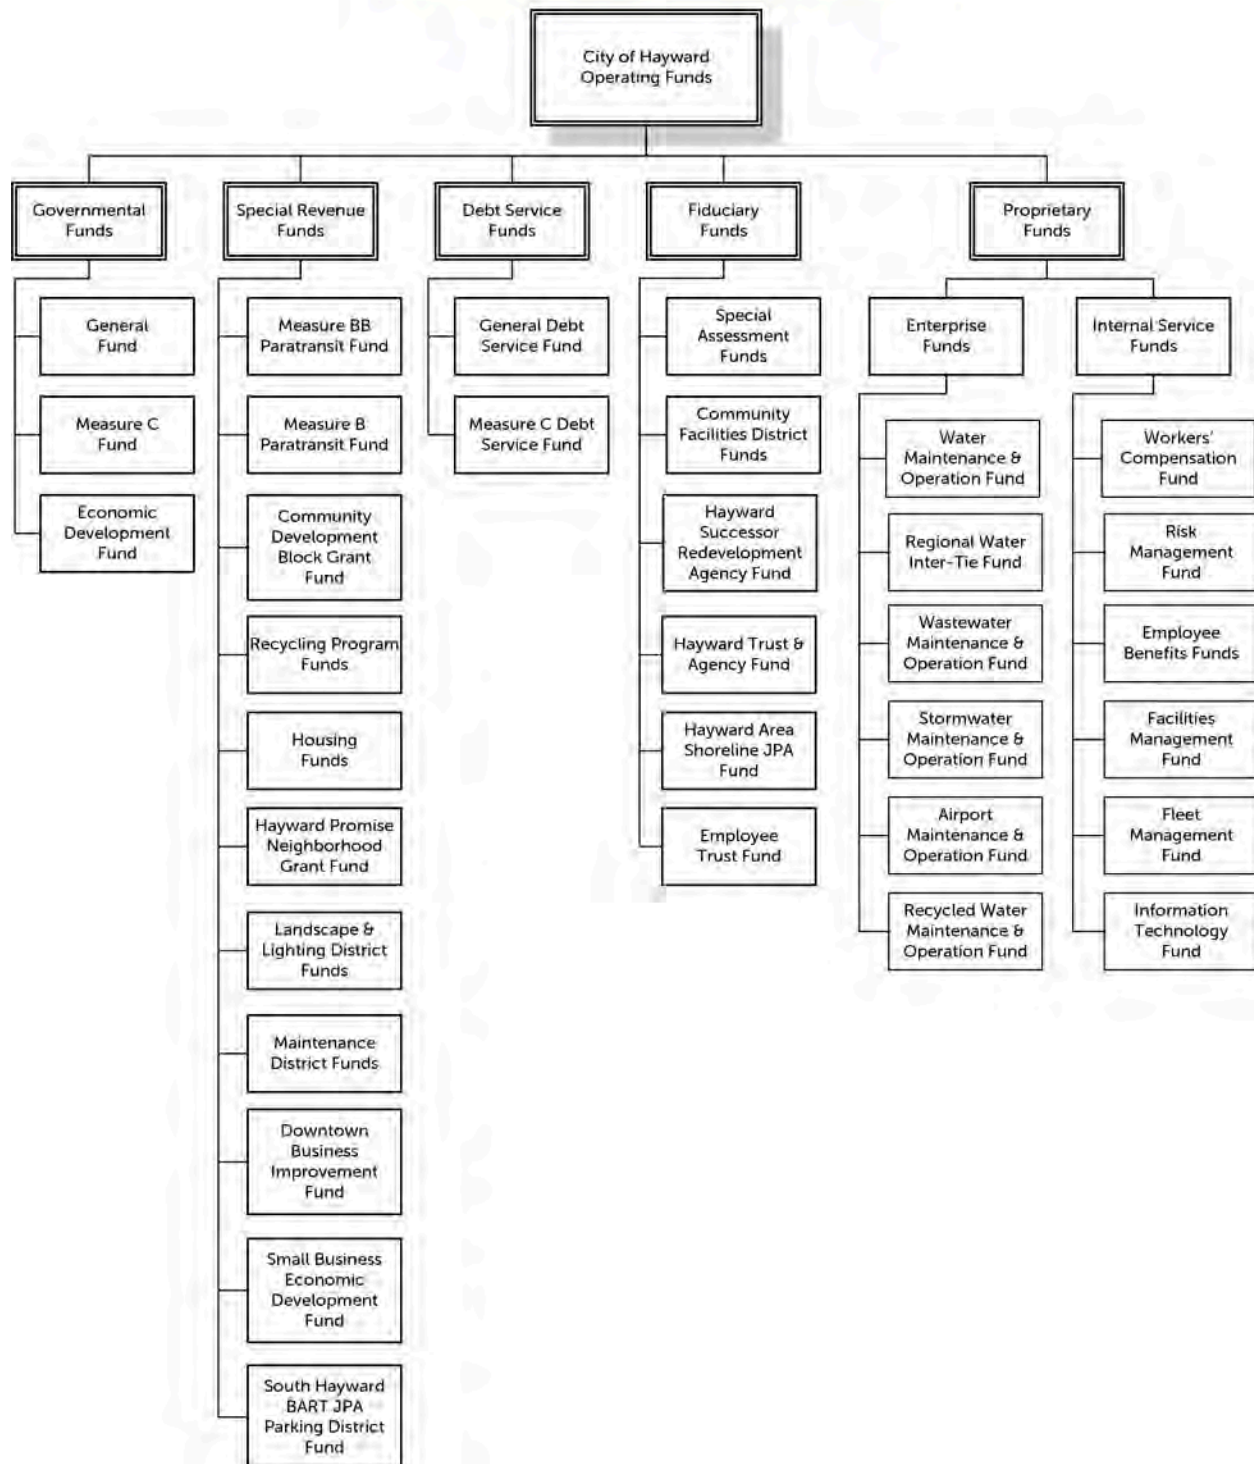 City of Hayward
Operating Funds
Governmental
Funds
Special Revenue
Funds
Debt Service
Funds
Fiduciary
Funds
Proprietary
Funds
General
Fund
Measure C
Fund
Economic
Development
Fund
Measure BB
Paratransit Fund
Measure B
Paratransit Fund
Community
Development
Block Grant
Fund
Recycling Program
Funds
Housing
Funds
Hayward Promise
Neighborhood
Grant Fund
Landscape &
Lighting District
Funds
Maintenance
District Funds
Downtown
Business
Improvement
Fund
Small Business
Economic
Development
Fund
South Hayward
BART JPA
Parking District
Fund
General Debt
Service Fund
Measure C Debt
Service Fund
Special
Assessment
Funds
Community
Facilities District
Funds
Hayward
Successor
Redevelopment
Agency Fund
Hayward Trust &
Agency Fund
Hayward Area
Shoreline JPA
Fund
Employee
Trust Fund
Enterprise
Funds
Water
Maintenance &
Operation Fund
Regional Water
Inter-Tie Fund
Wastewater
Maintenance &
Operation Fund
Stormwater
Maintenance &
Operation Fund
Airport
Maintenance &
Operation Fund
Recycled Water
Maintenance &
Operation Fund
Internal Service
Funds
Workers'
Compensation
Fund
Risk
Management
Fund
Employee
Benefits Funds
Facilities
Management
Fund
Fleet
Management
Fund
Information
Technology
Fund